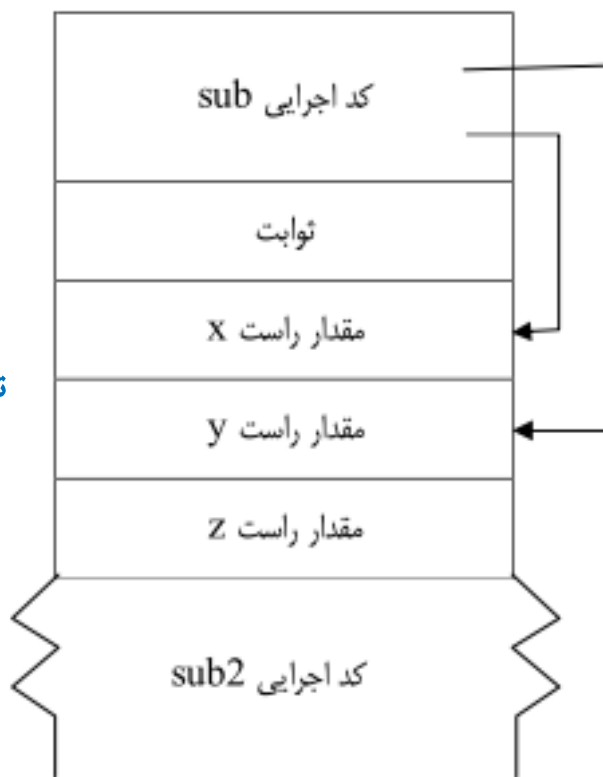 کد اجرایی sub
ثوابت
مقدار راست x
مقدار راست y
مقدار راست z
کد اجرایی sub2